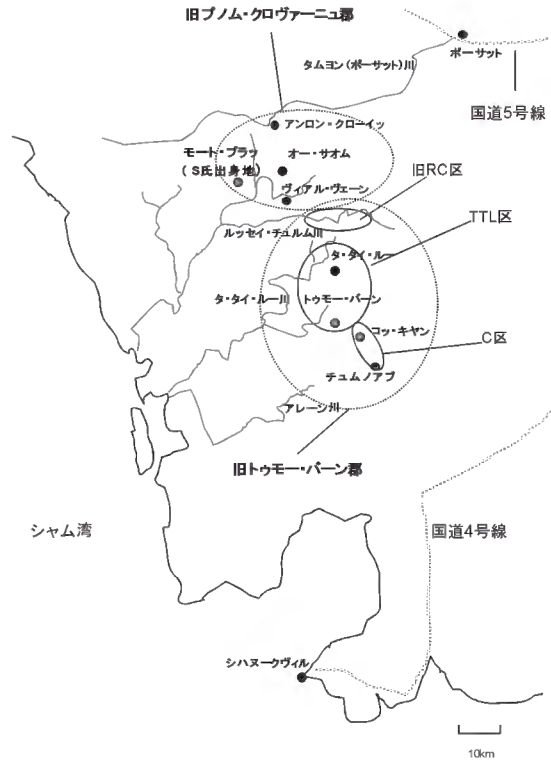 旧プノム・クロヴァーニュ郡
ポーサット
タムヨン(ポーサット)川
国道5号線
アンロン・クローイッ
モート・プラッ
(S氏出身地)
オー・サオム
旧RC区
ヴィアル・ヴェーン
TTL区
ルッセイ・チュルム川
タ・タイ・ルー
タ・タイ・ルー川
トゥモー・バーン
コッ・キヤン
C区
チュムノアプ
アレーン川
旧トゥモー・バーン郡
シャム湾
国道4号線
シハヌークヴィル
10km